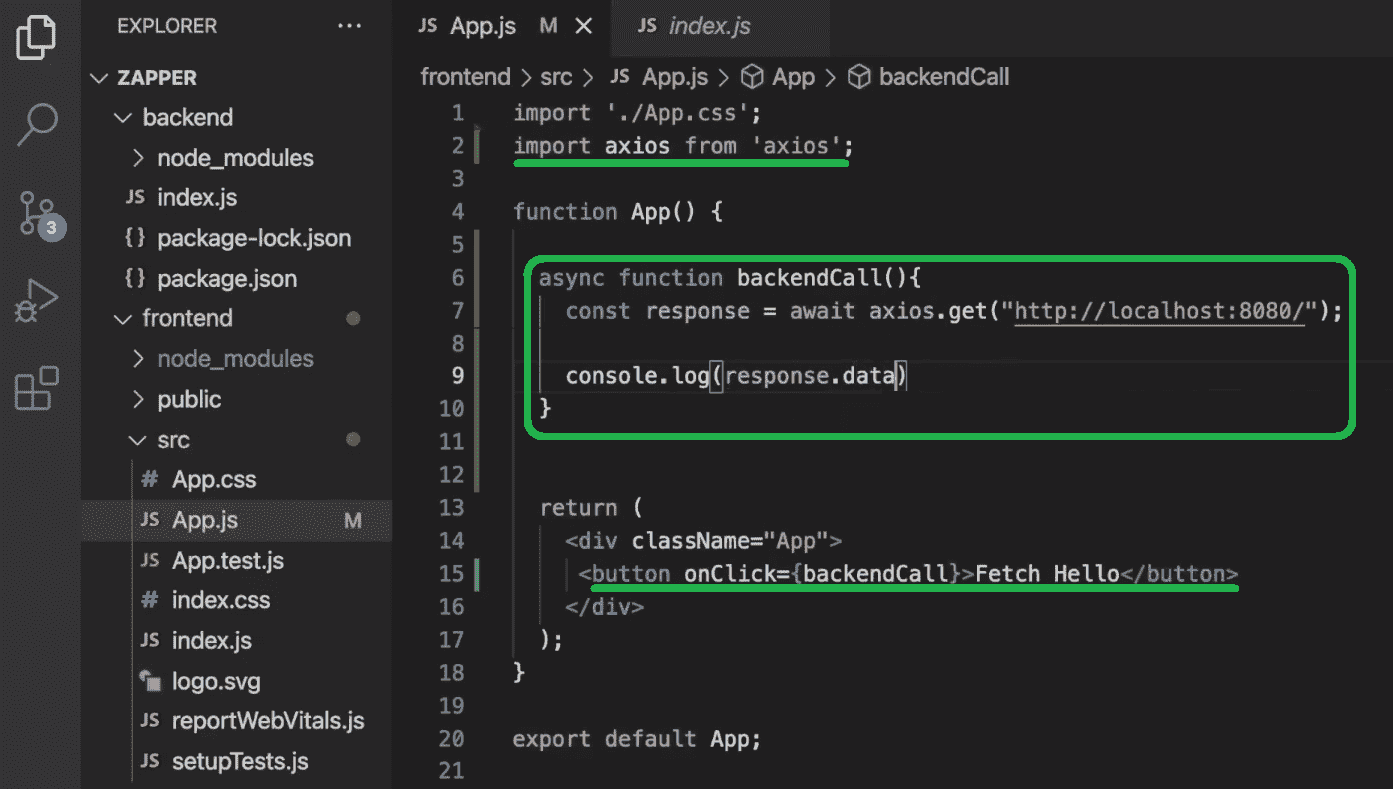 EXPLORER ...
ZAPPER
backend
node_modules
JS index.js
{} package-lock.json
{} package.json
frontend
node_modules
public
src
# App.css
JS App.js M
JS App.test.js
# index.css
JS index.js
logo.svg
JS reportWebVitals.js
JS setupTests.js
3
JS App.js M
JS index.js
frontend > src > JS App.js > App > backendCall
1 import './App.css';
2 import axios from 'axios';
3
4 function App() {
5
6 async function backendCall(){
7 const response = await axios.get("http://localhost:8080/");
8
9 console.log(response.data)
10 }
11
12
13 return (
14 <div className="App">
15 <button onClick={backendCall}>Fetch Hello</button>
16 </div>
17 );
18 }
19
20 export default App;
21